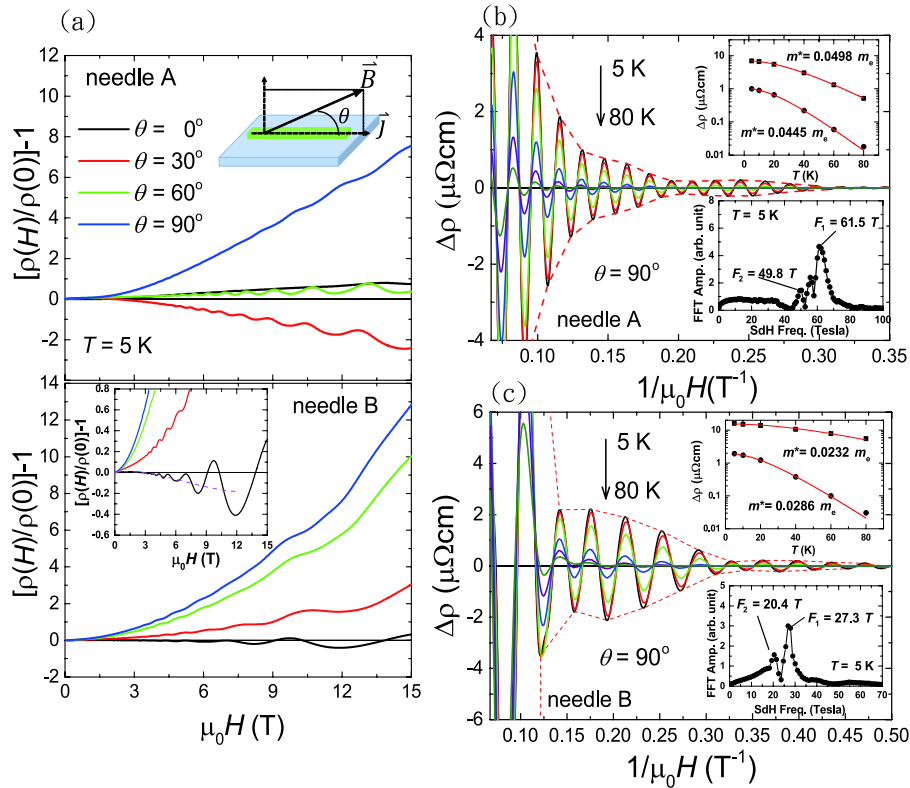 (a)
[ρ(H)/ρ(0)]-1
14
12
10
8
6
4
2
0
-2
needle A
θ = 0°
θ = 30°
θ = 60°
θ = 90°
B
θ
J
T = 5 K
[ρ(H)/ρ(0)]-1
14
12
10
8
6
4
2
0
-2
needle B
[ρ(H)/ρ(0)]-1
0.8
0.6
0.4
0.2
0.0
-0.2
-0.4
-0.6
0 3 6 9 12 15
μ₀H (T)
0 3 6 9 12 15
μ₀H (T)
(b)
Δρ (μΩcm)
4
2
0
-2
-4
5 K
80 K
θ = 90°
needle A
Δρ (μΩcm)
10
1
0.1
0.01
m*=0.0498 mₑ
m*=0.0445 mₑ
0 20 40 60 80
T (K)
FFT Amp. (arb. unit)
8
6
4
2
0
T = 5 K
F₁ = 61.5 T
F₂ = 49.8 T
0 20 40 60 80 100
SdH Freq. (Tesla)
0.10 0.15 0.20 0.25 0.30 0.35
1/μ₀H(T⁻¹)
(c)
Δρ (μΩcm)
6
4
2
0
-2
-4
-6
5 K
80 K
θ = 90°
needle B
Δρ (μΩcm)
10
1
0.1
0.01
m*= 0.0232 mₑ
m*= 0.0286 mₑ
0 20 40 60 80
T (K)
FFT Amp. (arb. unit)
5
4
3
2
1
0
F₂ = 20.4 T
F₁ = 27.3 T
T = 5 K
0 10 20 30 40 50 60 70
SdH Freq. (Tesla)
0.10 0.15 0.20 0.25 0.30 0.35 0.40 0.45 0.50
1/μ₀H (T⁻¹)